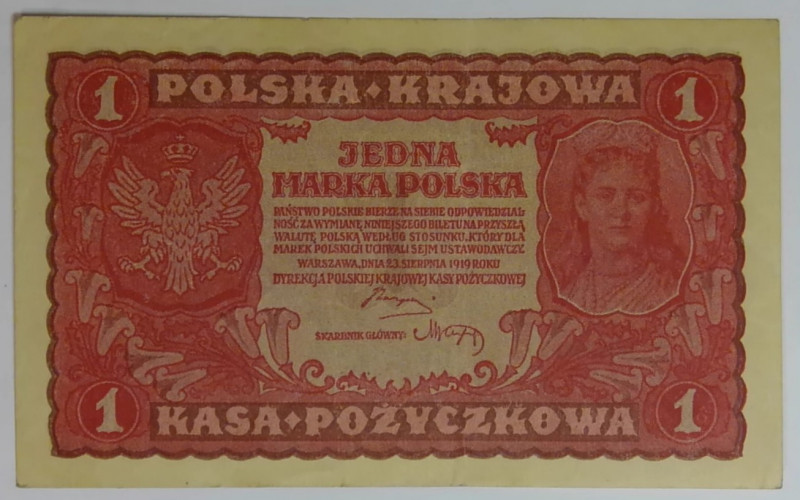 1 POLSKA • KRAJOWA 1
JEDNA
MARKA POLSKA
PAŃSTWO POLSKIE BIERZE NA SIEBIE ODPOWIEDZIAL
NOŚĆ ZA WYMIANĘ NINIEJSZEGO BILETU NA PRZYSZŁĄ
WALUTĘ POLSKĄ WEDŁUG STOSUNKU, KTÓRY DLA
MAREK POLSKICH UCHWALI SEJM USTAWODAWCZY.
WARSZAWA, DNIA 23. SIERPNIA 1919 ROKU
DYREKCJA POLSKIEJ KRAJOWEJ KASY POŻYCZKOWEJ
SKARBNIK GŁÓWNY:
1 KASA • POŻYCZKOWA 1